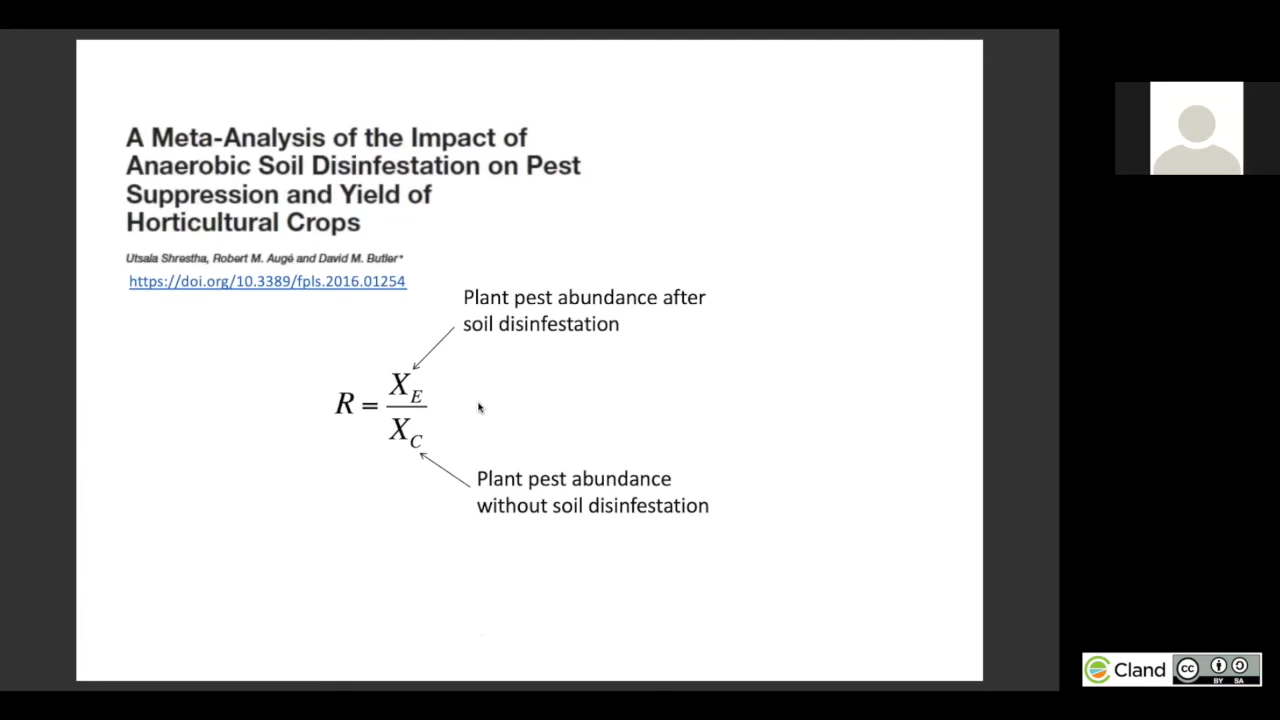 A Meta-Analysis of the Impact of
Anaerobic Soil Disinfestation on Pest
Suppression and Yield of
Horticultural Crops
Utsala Shrestha, Robert M. Augé and David M. Butler*
https://doi.org/10.3389/fpls.2016.01254
Plant pest abundance after
soil disinfestation
R = X_E / X_C
Plant pest abundance
without soil disinfestation
Cland
cc
BY SA